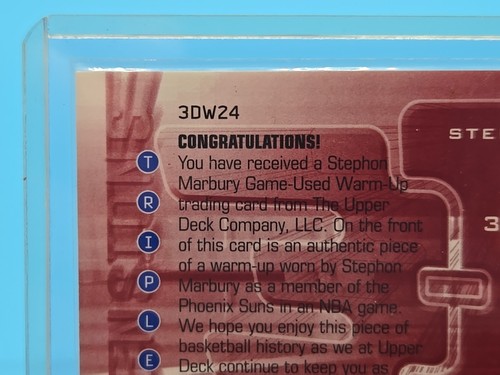 3DW24
CONGRATULATIONS!
You have received a Stephon
Marbury Game-Used Warm-Up
trading card from The Upper
Deck Company, LLC. On the front
of this card is an authentic piece
of a warm-up worn by Stephon
Marbury as a member of the
Phoenix Suns in an NBA game.
We hope you enjoy this piece of
basketball history as we at Upper
Deck continue to keep you as
T
R
I
P
L
E
STE
3